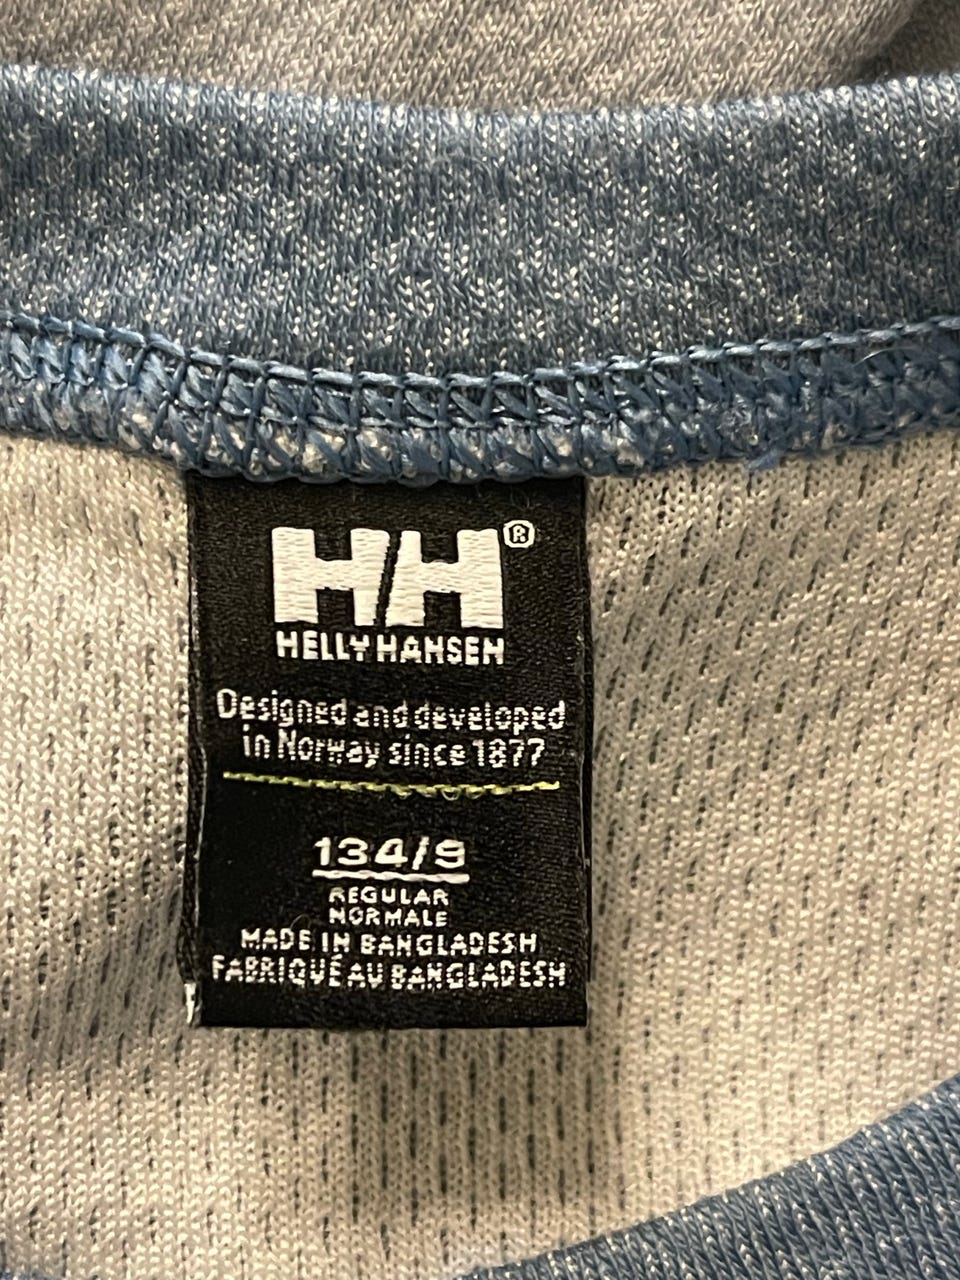 H/H®
HELLY HANSEN
Designed and developed
in Norway since 1877
134/9
REGULAR
NORMALE
MADE IN BANGLADESH
FABRIQUÉ AU BANGLADESH